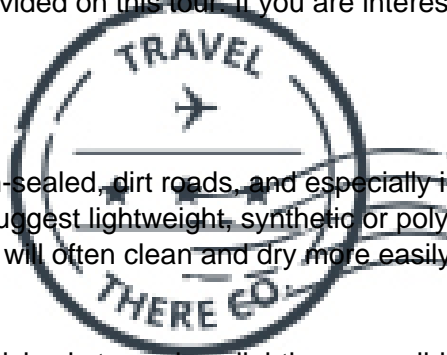 vided on this tour. If you are interes
TRAVEL
-sealed, dirt roads, and especially i
uggest lightweight, synthetic or poly
will often clean and dry more easily
THERE CO.